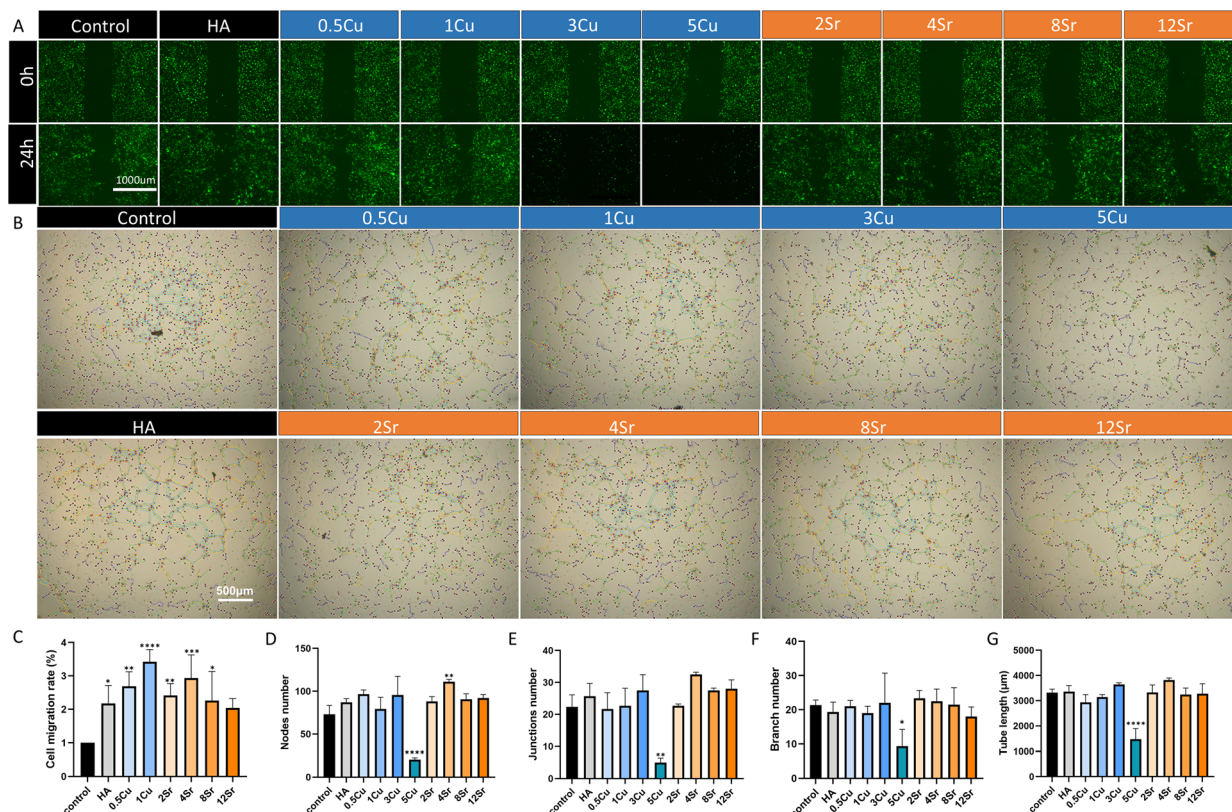 A Control HA 0.5Cu 1Cu 3Cu 5Cu 2Sr 4Sr 8Sr 12Sr
0h
24h
1000um
B Control 0.5Cu 1Cu 3Cu 5Cu
HA 2Sr 4Sr 8Sr 12Sr
500μm
C
Cell migration rate (%)
4
3
2
1
0
* ** **** ** *** *
control HA 0.5Cu 1Cu 2Sr 4Sr 8Sr 12Sr
D
Nodes number
150
100
50
0
**** **
control HA 0.5Cu 1Cu 3Cu 5Cu 2Sr 4Sr 8Sr 12Sr
E
Junctions number
40
30
20
10
0
**
control HA 0.5Cu 1Cu 3Cu 5Cu 2Sr 4Sr 8Sr 12Sr
F
Branch number
40
30
20
10
0
*
control HA 0.5Cu 1Cu 3Cu 5Cu 2Sr 4Sr 8Sr 12Sr
G
Tube length (μm)
6000
5000
4000
3000
2000
1000
0
****
control HA 1Cu 3Cu 5Cu 2Sr 4Sr 8Sr 12Sr